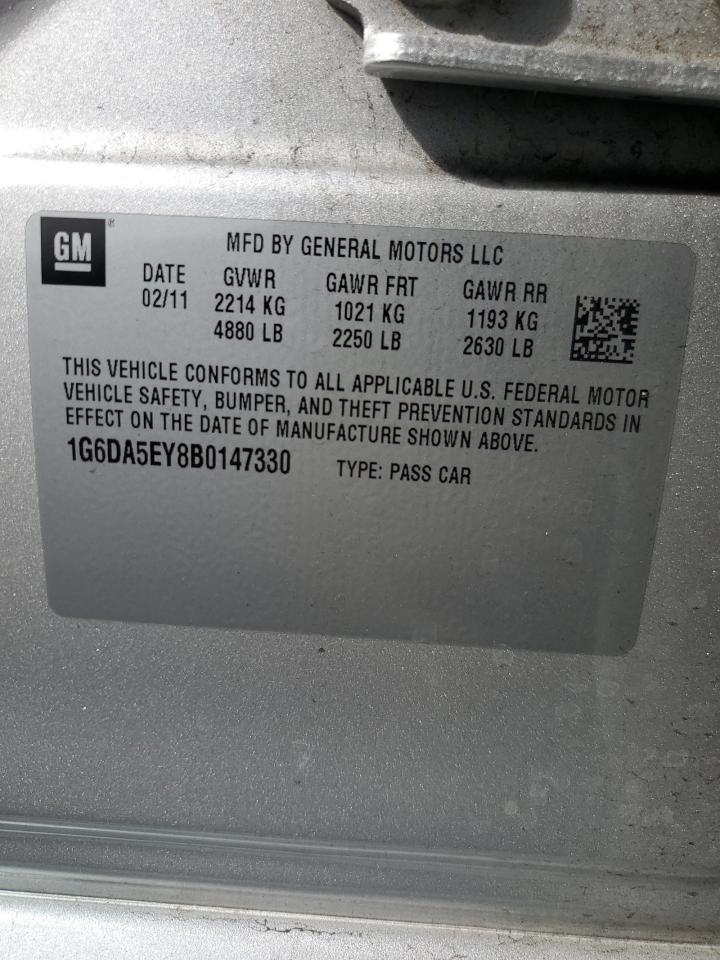 GM ®
MFD BY GENERAL MOTORS LLC
DATE GVWR GAWR FRT GAWR RR
02/11 2214 KG 1021 KG 1193 KG
4880 LB 2250 LB 2630 LB
THIS VEHICLE CONFORMS TO ALL APPLICABLE U.S. FEDERAL MOTOR
VEHICLE SAFETY, BUMPER, AND THEFT PREVENTION STANDARDS IN
EFFECT ON THE DATE OF MANUFACTURE SHOWN ABOVE.
1G6DA5EY8B0147330 TYPE: PASS CAR